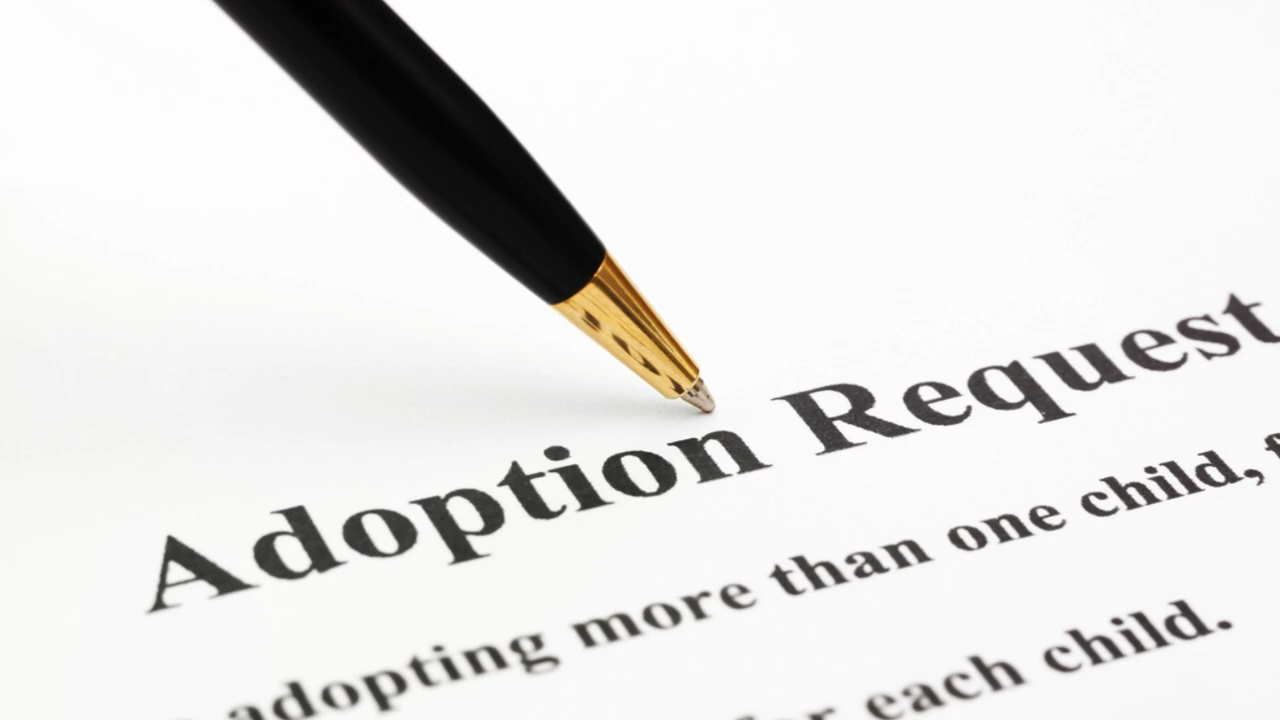 Adoption Request
adopting more than one child,
each child.